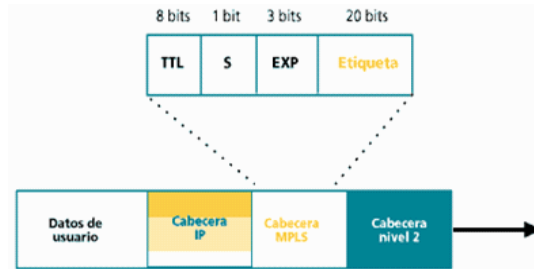 8 bits 1 bit 3 bits 20 bits
TTL S EXP Etiqueta
Datos de
usuario
Cabecera
IP
Cabecera
MPLS
Cabecera
nivel 2